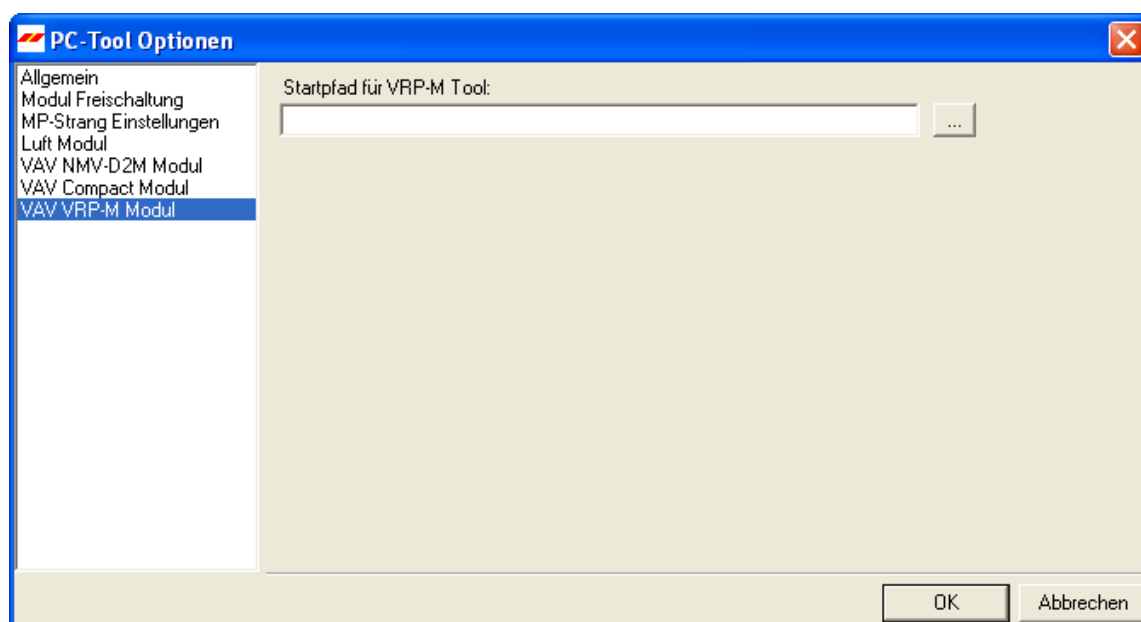 PC-Tool Optionen
Allgemein
Modul Freischaltung
MP-Strang Einstellungen
Luft Modul
VAV NMV-D2M Modul
VAV Compact Modul
VAV VRP-M Modul
Startpfad für VRP-M Tool:
...
OK
Abbrechen